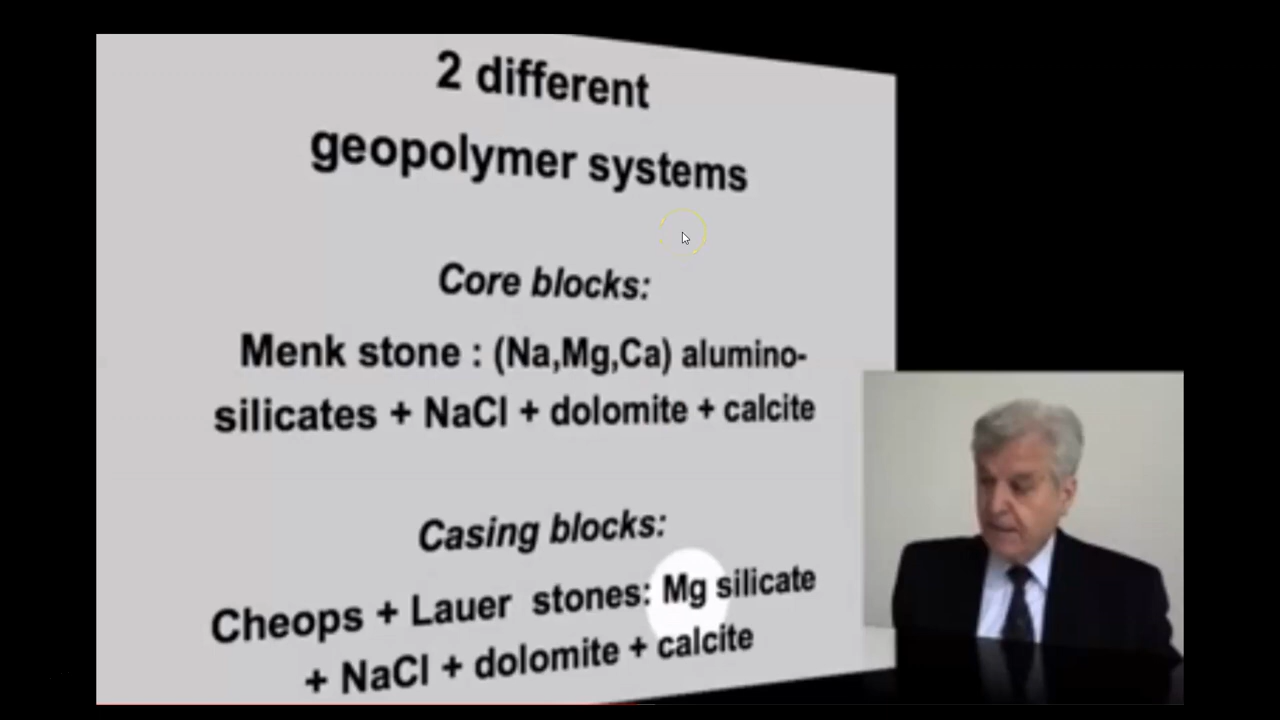 2 different
geopolymer systems
Core blocks:
Menk stone : (Na,Mg,Ca) alumino-
silicates + NaCl + dolomite + calcite
Casing blocks:
Cheops + Lauer stones: Mg silicate
+ NaCl + dolomite + calcite